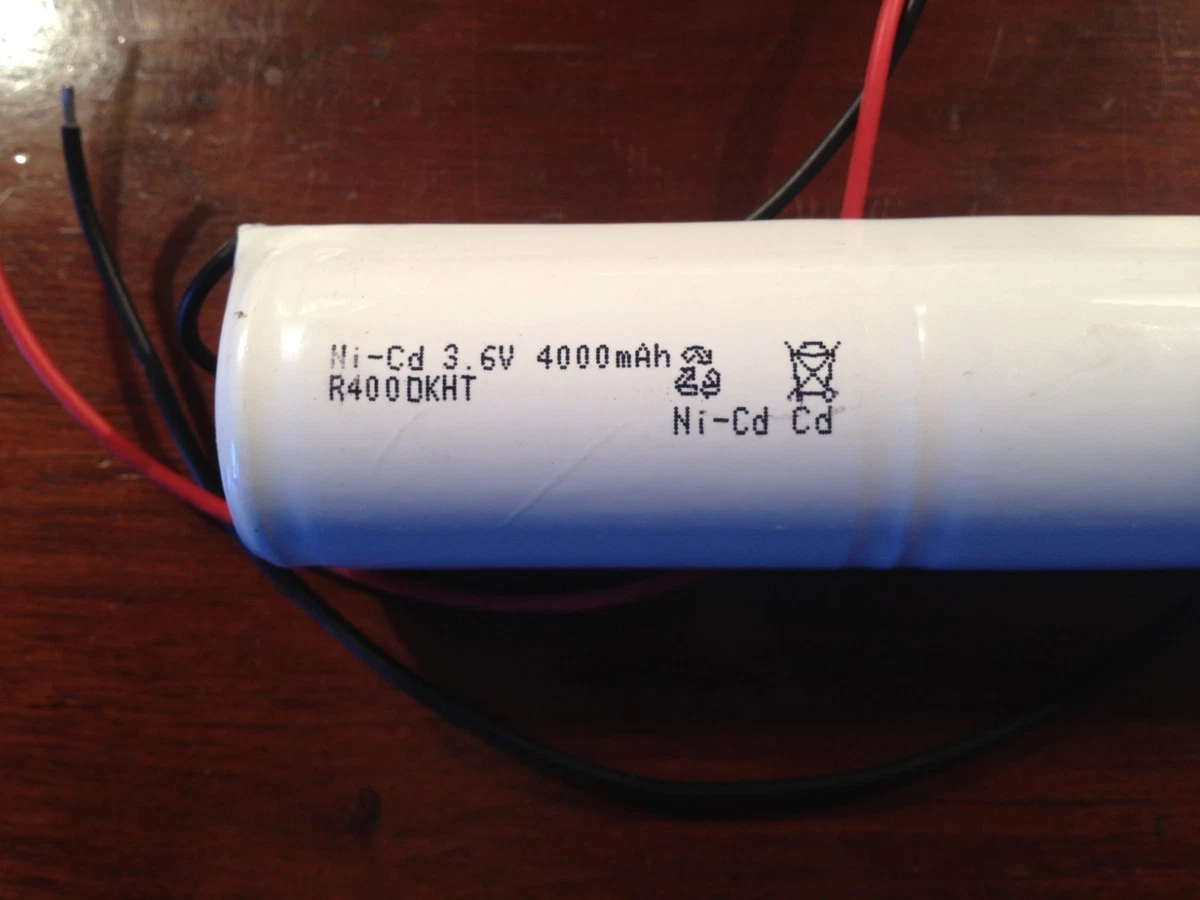 Ni-Cd 3.6V 4000mAh
R400DKHT
Ni-Cd Cd